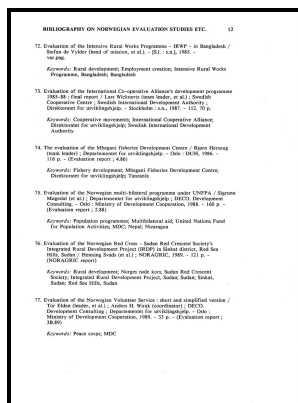 BIBLIOGRAPHY ON NORWEGIAN EVALUATION STUDIES ETC. 12
72. Evaluation of the Intensive Rural Works Programme - IRWP - in Bangladesh /
Stefan de Vylder (head of mission, et al.). - [S.l. : s.n.], 1985. -
var.pag.
Keywords: Rural development; Employment creation; Intensive Rural Works
Programme, Bangladesh; Bangladesh
73. Evaluation of the International Co-operative Alliance's development programme
1985-88 : final report / Lars Wicknertz (team leader, et al.) ; Swedish
Cooperative Centre ; Swedish International Development Authority ;
Direktoratet for utviklingshjelp. - Stockholm : s.n., 1987. - 112, 70 p.
Keywords: Cooperative movements; International Cooperative Alliance;
Direktoratet for utviklingshjelp; Swedish International Development
Authority
74. The evaluation of the Mbegani fisheries Development Centre / Bjørn Hersoug
(team leader) ; Departementet for utviklingshjelp. - Oslo : DUH, 1986. -
116 p. - (Evaluation report ; 4.86)
Keywords: Fishery development; Mbegani Fisheries Development Centre;
Direktoratet for utviklingshjelp; Tanzania
75. Evaluation of the Norwegian multi-bilateral programme under UNFPA / Sigrun
Møgedal (et al.) ; Departementet for utviklingshjelp ; DECO. Development
Consulting. - Oslo : Ministry of Development Cooperation, 1988. - 160 p. -
(Evaluation report ; 2.88)
Keywords: Population programmes; Multibilateral aid; United Nations Fund
for Population Activities; MDC; Nepal; Nicaragua
76. Evaluation of the Norwegian Red Cross - Sudan Red Crescent Society's
Integrated Rural Development Project (IRDP) in Sinkat district, Red Sea
Hills, Sudan / Henning Svads (et al.) ; NORAGRIC, 1989. - 121 p. -
(NORAGRIC report)
Keywords: Rural development; Norges røde kors; Sudan Red Crescent
Society; Integrated Rural Development Project, Sudan; Sudan; Sinkat,
Sudan; Red Sea Hills, Sudan
77. Evaluation of the Norwegian Volunteer Service : short and simplified version /
Tor Elden (leader, et al.) ; Anders H. Wirak (coordinator) ; DECO.
Development Consulting ; Departementet for utviklingshjelp. - Oslo :
Ministry of Development Cooperation, 1989. - 33 p. - (Evaluation report ;
3B.89)
Keywords: Peace corps; MDC